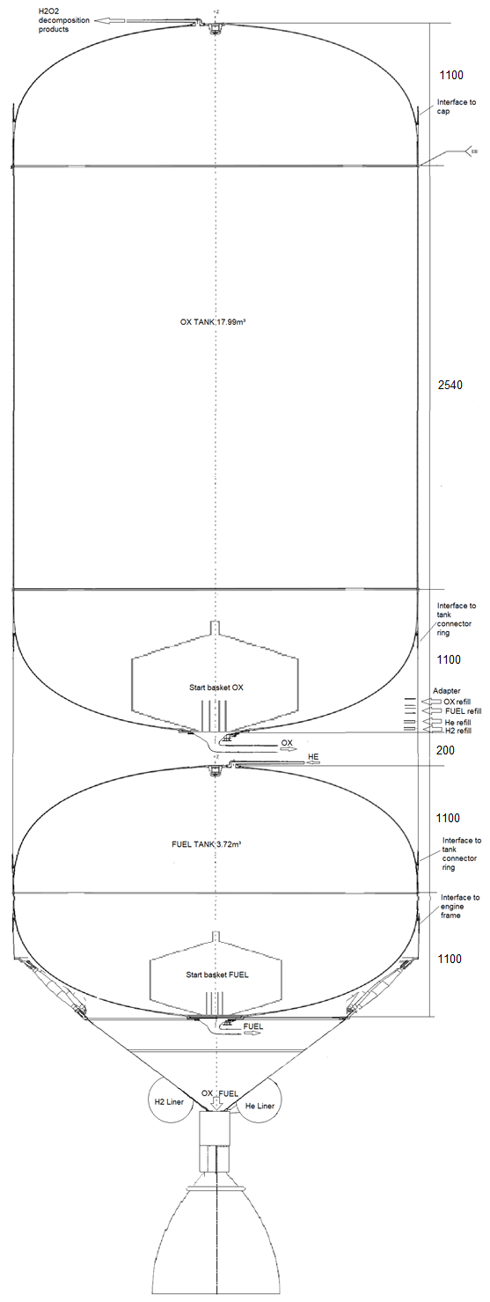 H2O2
decomposition
products
+Z
1100
Interface to
cap
OX TANK 17.99m³
2540
Interface to
tank
connector
ring
1100
Start basket OX
Adapter
OX refill
FUEL refill
He refill
H2 refill
OX
200
HE
+Z
1100
FUEL TANK 3.72m³
Interface to
tank
connector
ring
Interface to
engine
frame
1100
Start basket FUEL
FUEL
OX FUEL
H2 Liner
He Liner